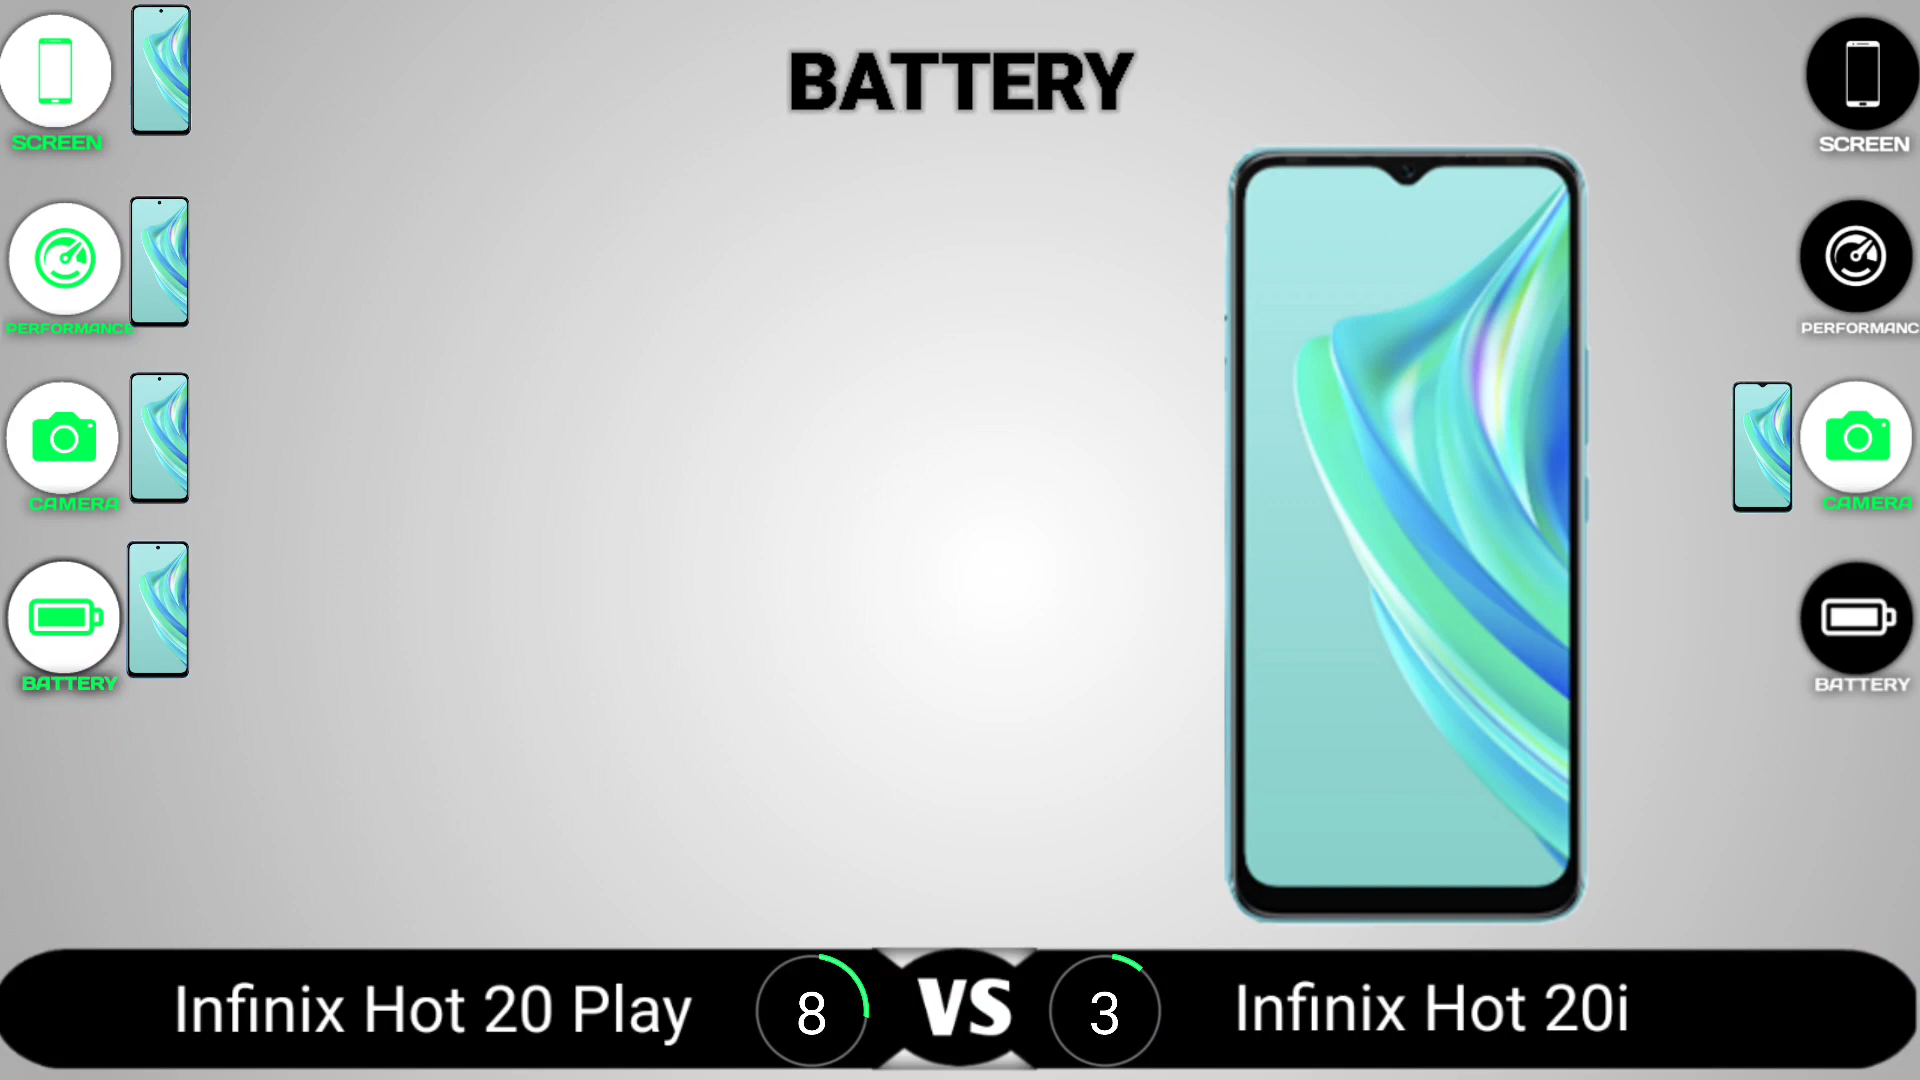 BATTERY
SCREEN
PERFORMANCE
CAMERA
BATTERY
SCREEN
PERFORMANC
CAMERA
BATTERY
Infinix Hot 20 Play
8
VS
3
Infinix Hot 20i